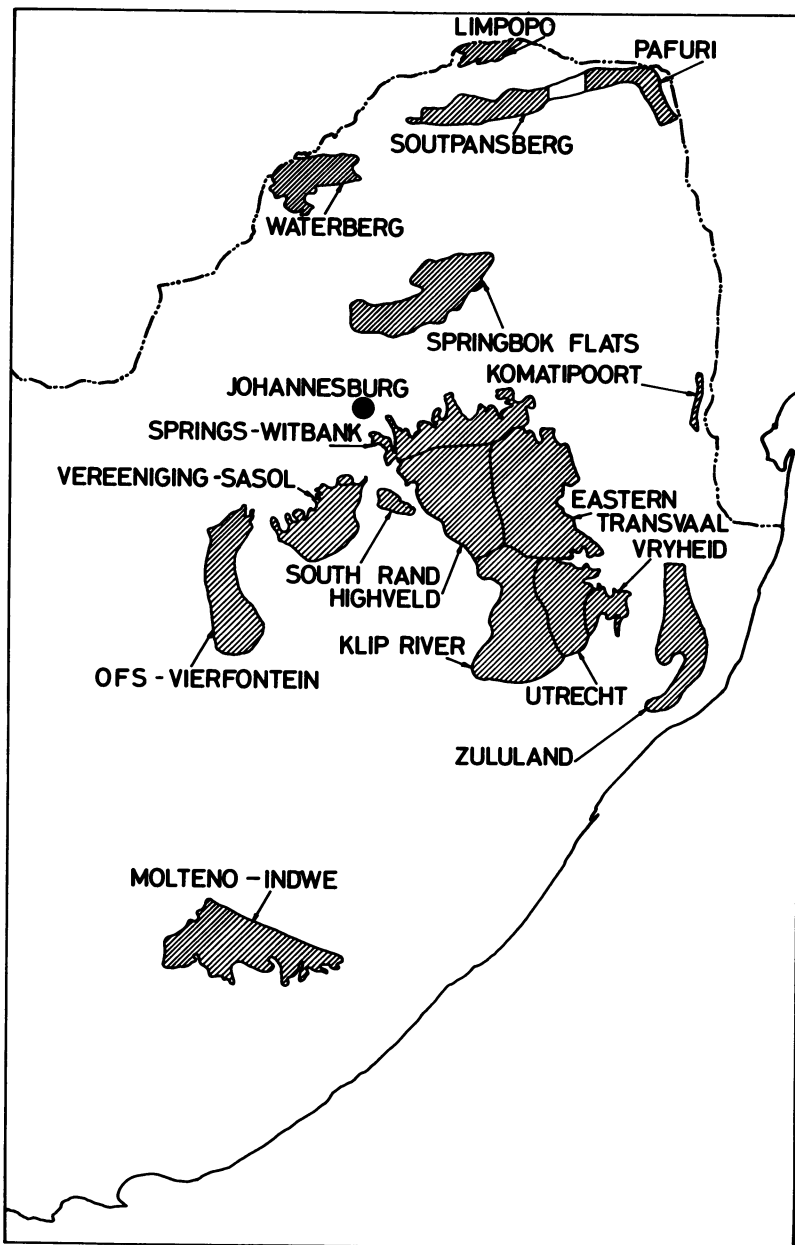 LIMPOPO
PAFURI
SOUTPANSBERG
WATERBERG
SPRINGBOK FLATS
KOMATIPOORT
JOHANNESBURG
SPRINGS-WITBANK
VEREENIGING-SASOL
EASTERN
TRANSVAAL
VRYHEID
SOUTH RAND
HIGHVELD
KLIP RIVER
OFS - VIERFONTEIN
UTRECHT
ZULULAND
MOLTENO - INDWE